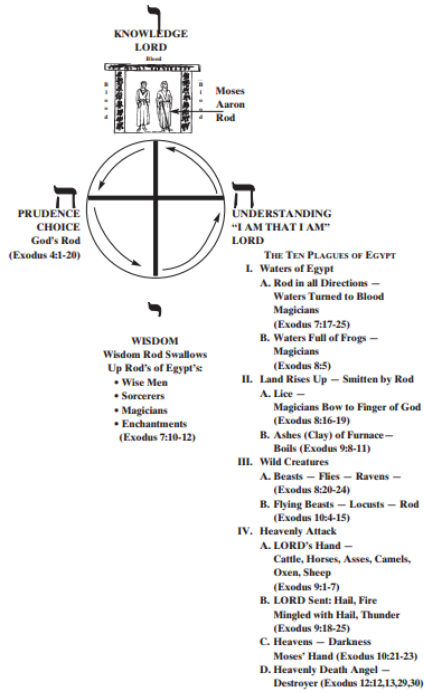 ו
KNOWLEDGE
LORD
Blood
Blood
Blood
Moses
Aaron
Rod
ה
PRUDENCE
CHOICE
God's Rod
(Exodus 4:1-20)
ה
UNDERSTANDING
“I AM THAT I AM”
LORD
י
WISDOM
Wisdom Rod Swallows
Up Rod's of Egypt's:
• Wise Men
• Sorcerers
• Magicians
• Enchantments
(Exodus 7:10-12)
THE TEN PLAGUES OF EGYPT
I. Waters of Egypt
A. Rod in all Directions —
Waters Turned to Blood
Magicians
(Exodus 7:17-25)
B. Waters Full of Frogs —
Magicians
(Exodus 8:5)
II. Land Rises Up — Smitten by Rod
A. Lice —
Magicians Bow to Finger of God
(Exodus 8:16-19)
B. Ashes (Clay) of Furnace—
Boils (Exodus 9:8-11)
III. Wild Creatures
A. Beasts — Flies — Ravens —
(Exodus 8:20-24)
B. Flying Beasts — Locusts — Rod
(Exodus 10:4-15)
IV. Heavenly Attack
A. LORD's Hand —
Cattle, Horses, Asses, Camels,
Oxen, Sheep
(Exodus 9:1-7)
B. LORD Sent: Hail, Fire
Mingled with Hail, Thunder
(Exodus 9:18-25)
C. Heavens — Darkness
Moses' Hand (Exodus 10:21-23)
D. Heavenly Death Angel —
Destroyer (Exodus 12:12,13,29,30)